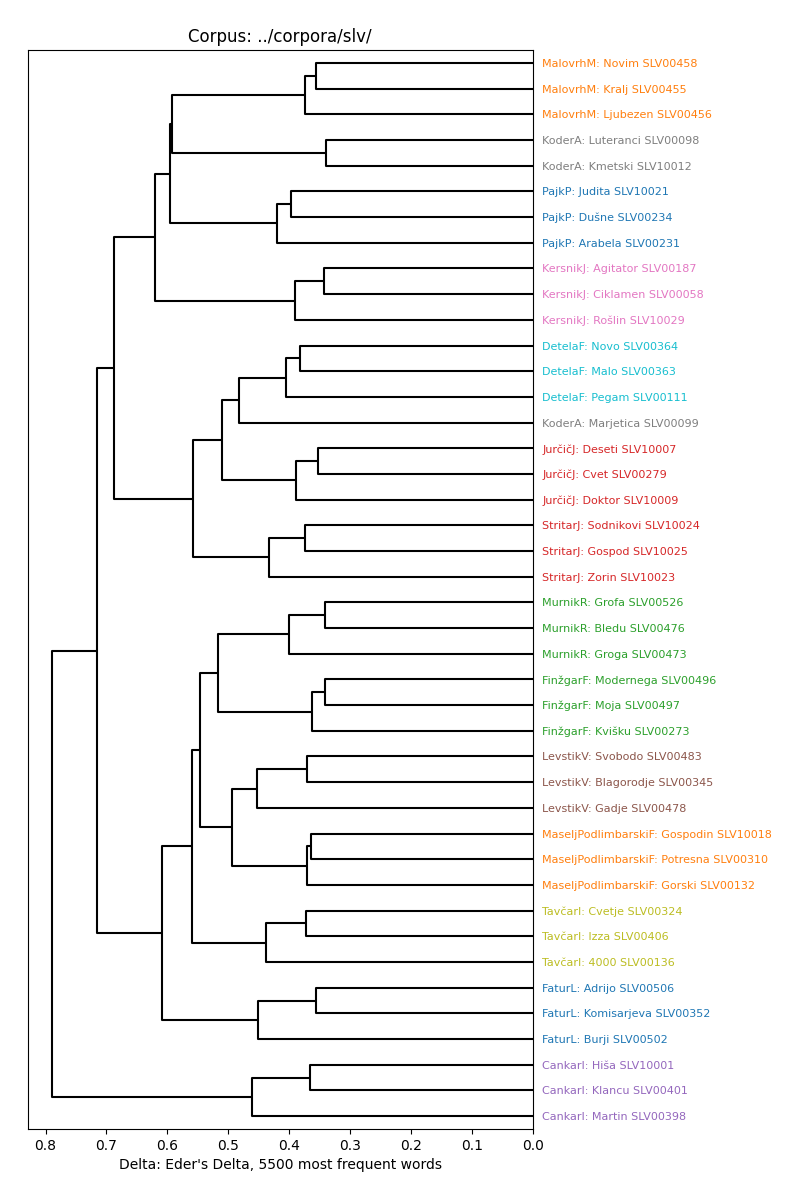 Corpus: ../corpora/slv/
MalovrhM: Novim SLV00458
MalovrhM: Kralj SLV00455
MalovrhM: Ljubezen SLV00456
KoderA: Luteranci SLV00098
KoderA: Kmetski SLV10012
PajkP: Judita SLV10021
PajkP: Dušne SLV00234
PajkP: Arabela SLV00231
KersnikJ: Agitator SLV00187
KersnikJ: Ciklamen SLV00058
KersnikJ: Rošlin SLV10029
DetelaF: Novo SLV00364
DetelaF: Malo SLV00363
DetelaF: Pegam SLV00111
KoderA: Marjetica SLV00099
JurčičJ: Deseti SLV10007
JurčičJ: Cvet SLV00279
JurčičJ: Doktor SLV10009
StritarJ: Sodnikovi SLV10024
StritarJ: Gospod SLV10025
StritarJ: Zorin SLV10023
MurnikR: Grofa SLV00526
MurnikR: Bledu SLV00476
MurnikR: Groga SLV00473
FinžgarF: Modernega SLV00496
FinžgarF: Moja SLV00497
FinžgarF: Kvišku SLV00273
LevstikV: Svobodo SLV00483
LevstikV: Blagorodje SLV00345
LevstikV: Gadje SLV00478
MaseljPodlimbarskiF: Gospodin SLV10018
MaseljPodlimbarskiF: Potresna SLV00310
MaseljPodlimbarskiF: Gorski SLV00132
TavčarI: Cvetje SLV00324
TavčarI: Izza SLV00406
TavčarI: 4000 SLV00136
FaturL: Adrijo SLV00506
FaturL: Komisarjeva SLV00352
FaturL: Burji SLV00502
CankarI: Hiša SLV10001
CankarI: Klancu SLV00401
CankarI: Martin SLV00398
0.8 0.7 0.6 0.5 0.4 0.3 0.2 0.1 0.0
Delta: Eder's Delta, 5500 most frequent words